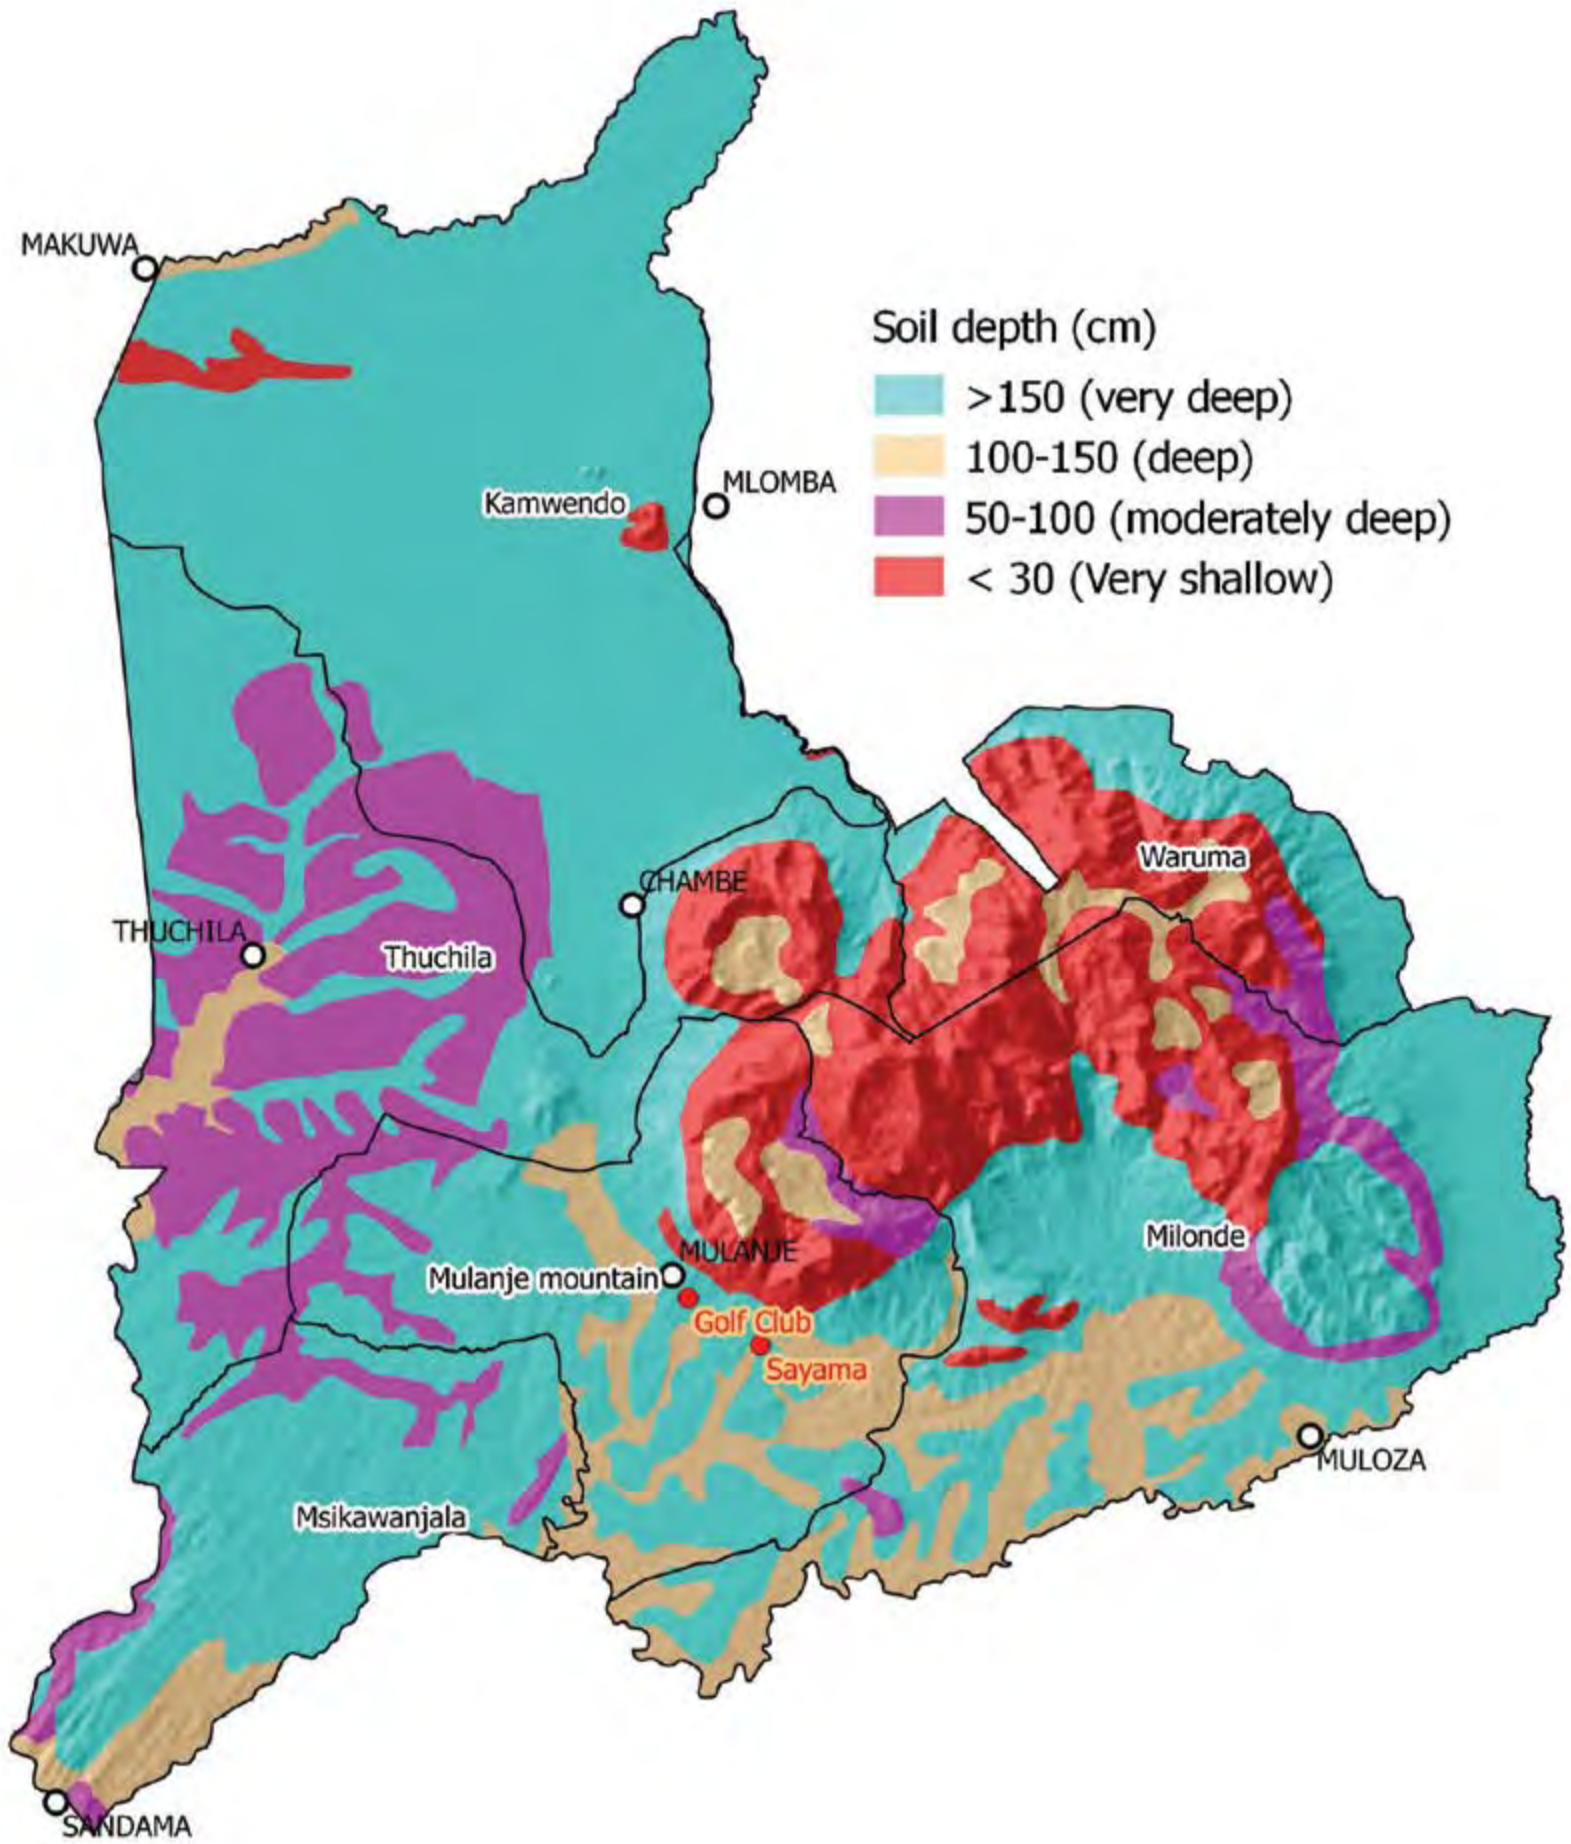 MAKUWA
Soil depth (cm)
>150 (very deep)
100-150 (deep)
MLOMBA
Kamwendo
50-100 (moderately deep)
< 30 (Very shallow)
Waruma
CHAMBE
THUCHILA
Thuchila
Milonde
MULANJE
Mulanje mountain
Golf Club
Sayama
MULOZA
Msikawanjala
SANDAMA